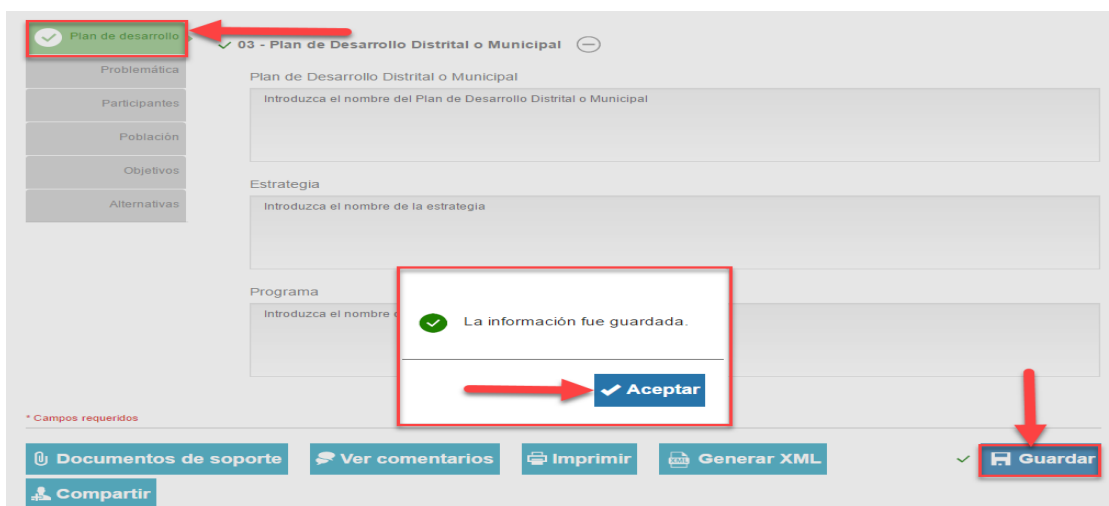 Plan de desarrollo
Problemática
Participantes
Población
Objetivos
Alternativas
03 - Plan de Desarrollo Distrital o Municipal
Plan de Desarrollo Distrital o Municipal
Introduzca el nombre del Plan de Desarrollo Distrital o Municipal
Estrategia
Introduzca el nombre de la estrategia
Programa
Introduzca el nombre
La información fue guardada.
Aceptar
* Campos requeridos
Documentos de soporte
Ver comentarios
Imprimir
XML Generar XML
Guardar
Compartir